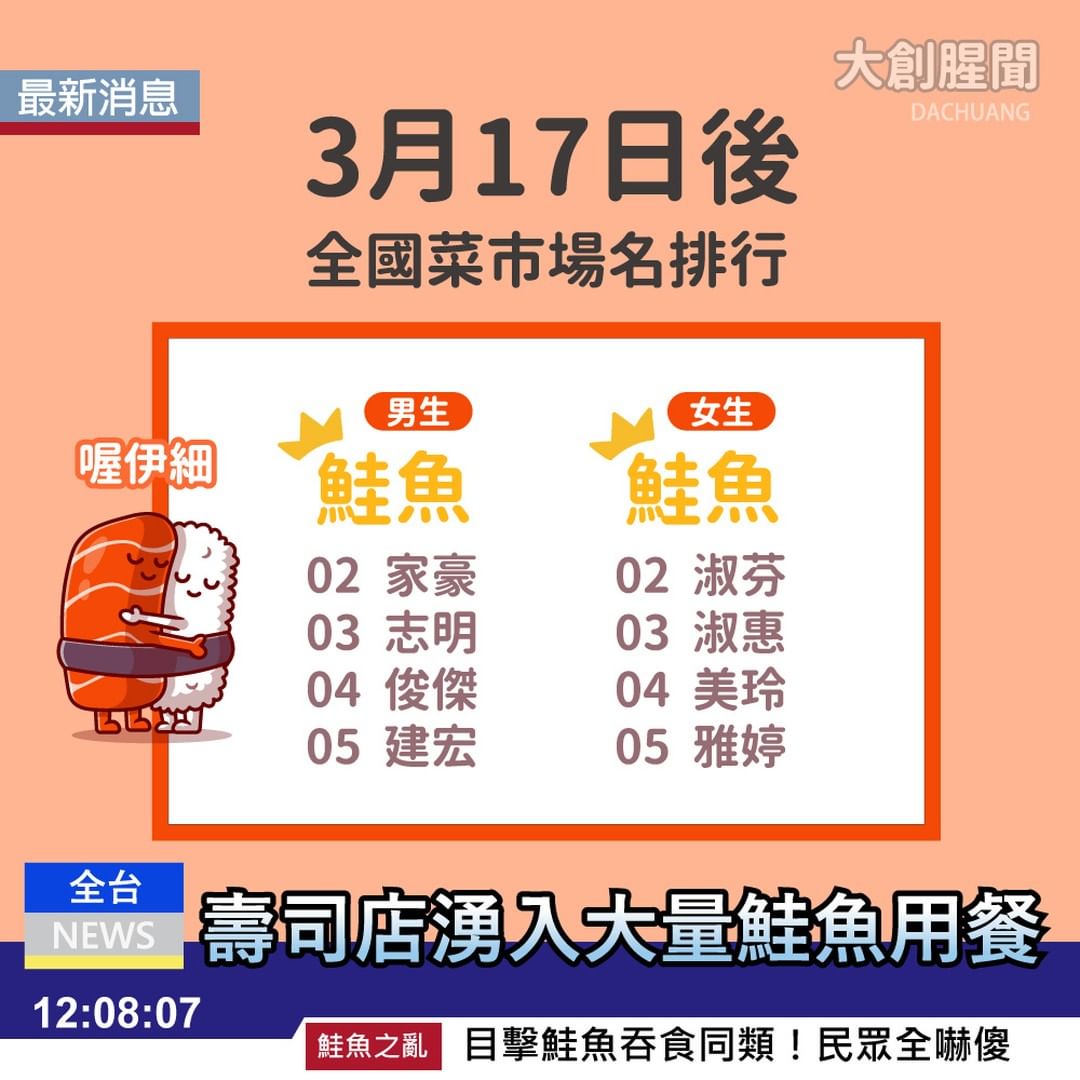 大創腥聞
DACHUANG
最新消息
3月17日後
全國菜市場名排行
男生
鮭魚
02 家豪
03 志明
04 俊傑
05 建宏
女生
鮭魚
02 淑芬
03 淑惠
04 美玲
05 雅婷
喔伊細
全台
NEWS
壽司店湧入大量鮭魚用餐
12:08:07
鮭魚之亂
目擊鮭魚吞食同類！民眾全嚇傻